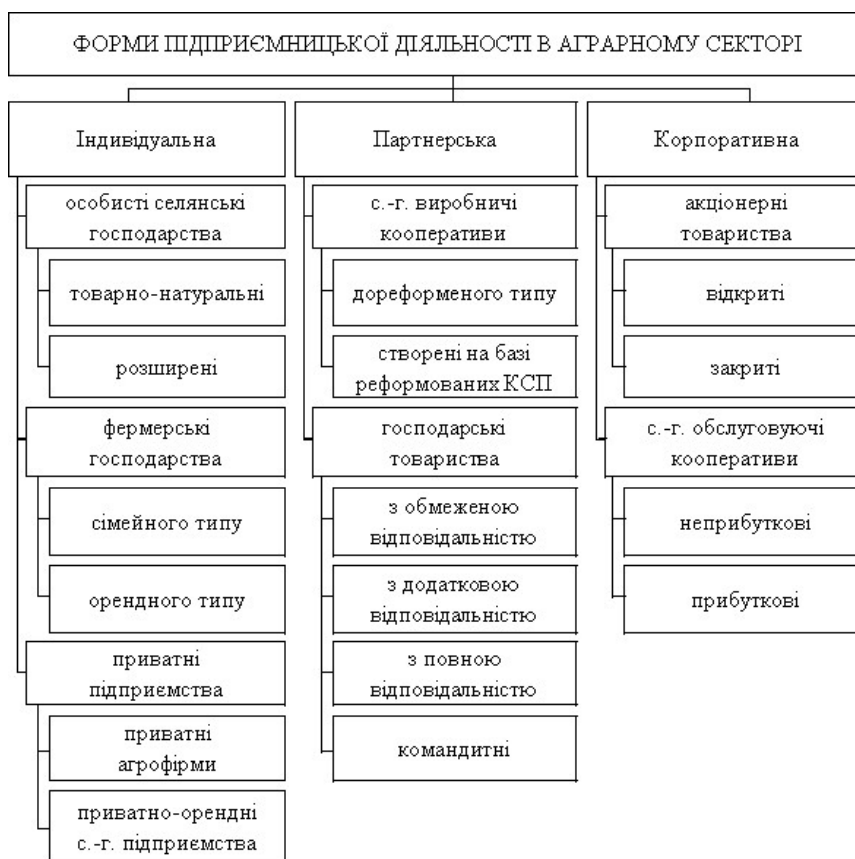 ФОРМИ ПІДПРИЄМНИЦЬКОЇ ДІЯЛЬНОСТІ В АГРАРНОМУ СЕКТОРІ
Індивідуальна
особисті селянські
господарства
товарно-натуральні
розширені
фермерські
господарства
сімейного типу
орендного типу
приватні
підприємства
приватні
агрофірми
приватно-орендні
с.-г. підприємства
Партнерська
с.-г. виробничі
кооперативи
дореформеного типу
створені на базі
реформованих КСП
господарські
товариства
з обмеженою
відповідальністю
з додатковою
відповідальністю
з повною
відповідальністю
командитні
Корпоративна
акціонерні
товариства
відкриті
закриті
с.-г. обслуговуючі
кооперативи
неприбуткові
прибуткові